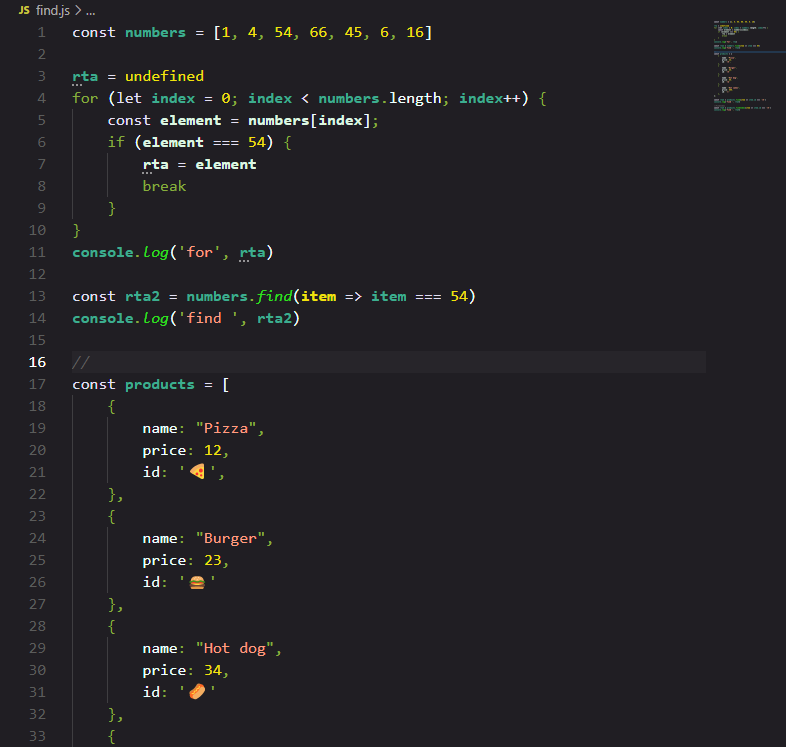 JS find.js > ...
1 const numbers = [1, 4, 54, 66, 45, 6, 16]
2
3 rta = undefined
4 for (let index = 0; index < numbers.length; index++) {
5     const element = numbers[index];
6     if (element === 54) {
7         rta = element
8         break
9     }
10 }
11 console.log('for', rta)
12
13 const rta2 = numbers.find(item => item === 54)
14 console.log('find ', rta2)
15
16 //
17 const products = [
18     {
19         name: "Pizza",
20         price: 12,
21         id: '🍕',
22     },
23     {
24         name: "Burger",
25         price: 23,
26         id: '🍔'
27     },
28     {
29         name: "Hot dog",
30         price: 34,
31         id: '🌭'
32     },
33     {